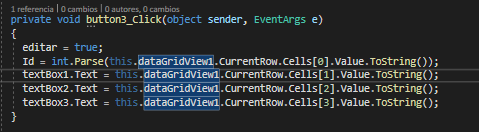 1 referencia | 0 cambios | 0 autores, 0 cambios
private void button3_Click(object sender, EventArgs e)
{
editar = true;
Id = int.Parse(this.dataGridView1.CurrentRow.Cells[0].Value.ToString());
textBox1.Text = this.dataGridView1.CurrentRow.Cells[1].Value.ToString();
textBox2.Text = this.dataGridView1.CurrentRow.Cells[2].Value.ToString();
textBox3.Text = this.dataGridView1.CurrentRow.Cells[3].Value.ToString();
}